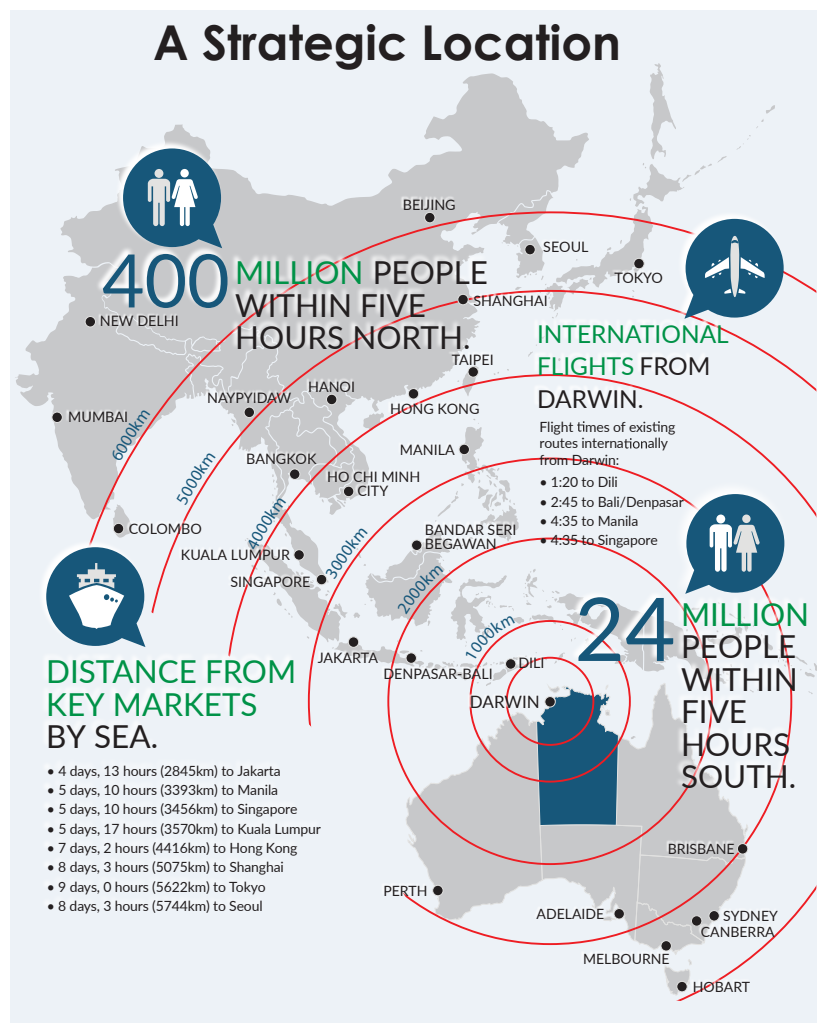 A Strategic Location
BEIJING
SEOUL
TOKYO
400 MILLION PEOPLE
WITHIN FIVE
HOURS NORTH.
SHANGHAI
NEW DELHI
INTERNATIONAL
FLIGHTS FROM
DARWIN.
Flight times of existing
routes internationally
from Darwin:
• 1:20 to Dili
• 2:45 to Bali/Denpasar
• 4:35 to Manila
• 4:35 to Singapore
TAIPEI
HANOI
NAYPYIDAW
HONG KONG
MUMBAI
6000km
5000km
4000km
3000km
2000km
1000km
MANILA
BANGKOK
HO CHI MINH
CITY
COLOMBO
BANDAR SERI
BEGAWAN
KUALA LUMPUR
SINGAPORE
24 MILLION
PEOPLE
WITHIN
FIVE
HOURS
SOUTH.
JAKARTA
DENPASAR-BALI
DILI
DARWIN
DISTANCE FROM
KEY MARKETS
BY SEA.
• 4 days, 13 hours (2845km) to Jakarta
• 5 days, 10 hours (3393km) to Manila
• 5 days, 10 hours (3456km) to Singapore
• 5 days, 17 hours (3570km) to Kuala Lumpur
• 7 days, 2 hours (4416km) to Hong Kong
• 8 days, 3 hours (5075km) to Shanghai
• 9 days, 0 hours (5622km) to Tokyo
• 8 days, 3 hours (5744km) to Seoul
BRISBANE
PERTH
ADELAIDE
SYDNEY
CANBERRA
MELBOURNE
HOBART